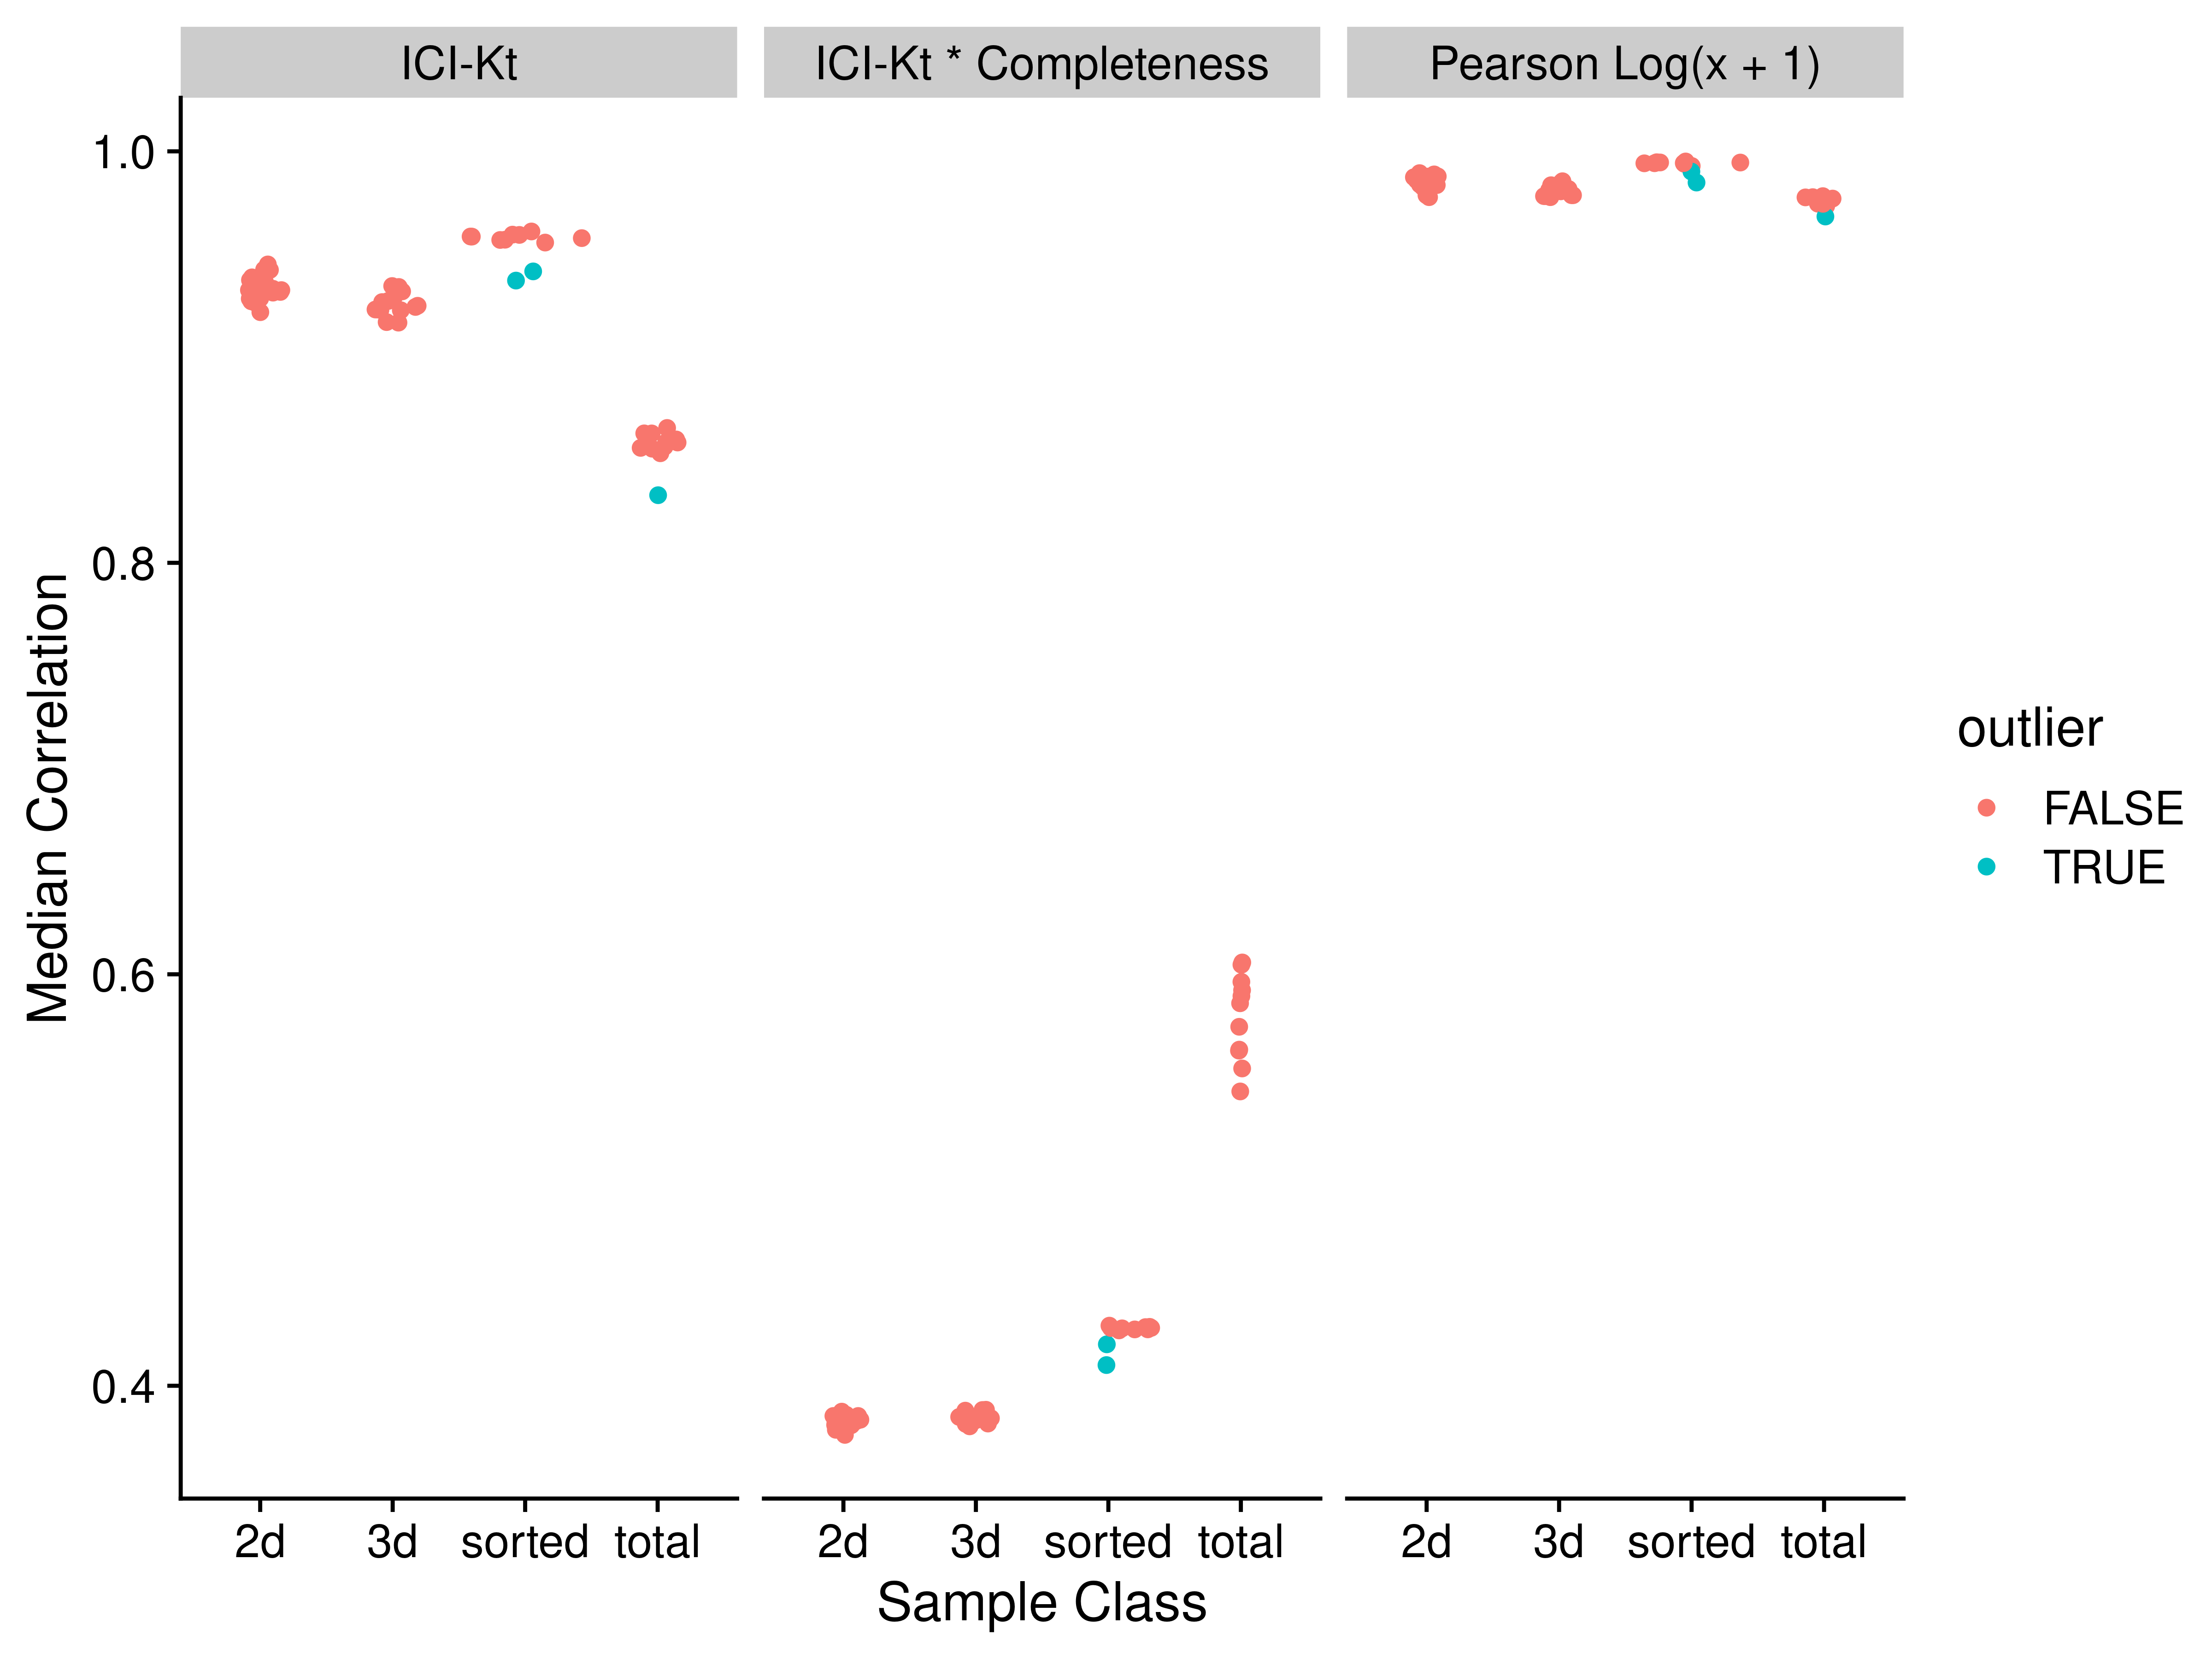 ICI-Kt
ICI-Kt * Completeness
Pearson Log(x + 1)
Median Correlation
1.0
0.8
0.6
0.4
2d 3d sorted total
2d 3d sorted total
2d 3d sorted total
Sample Class
outlier
FALSE
TRUE